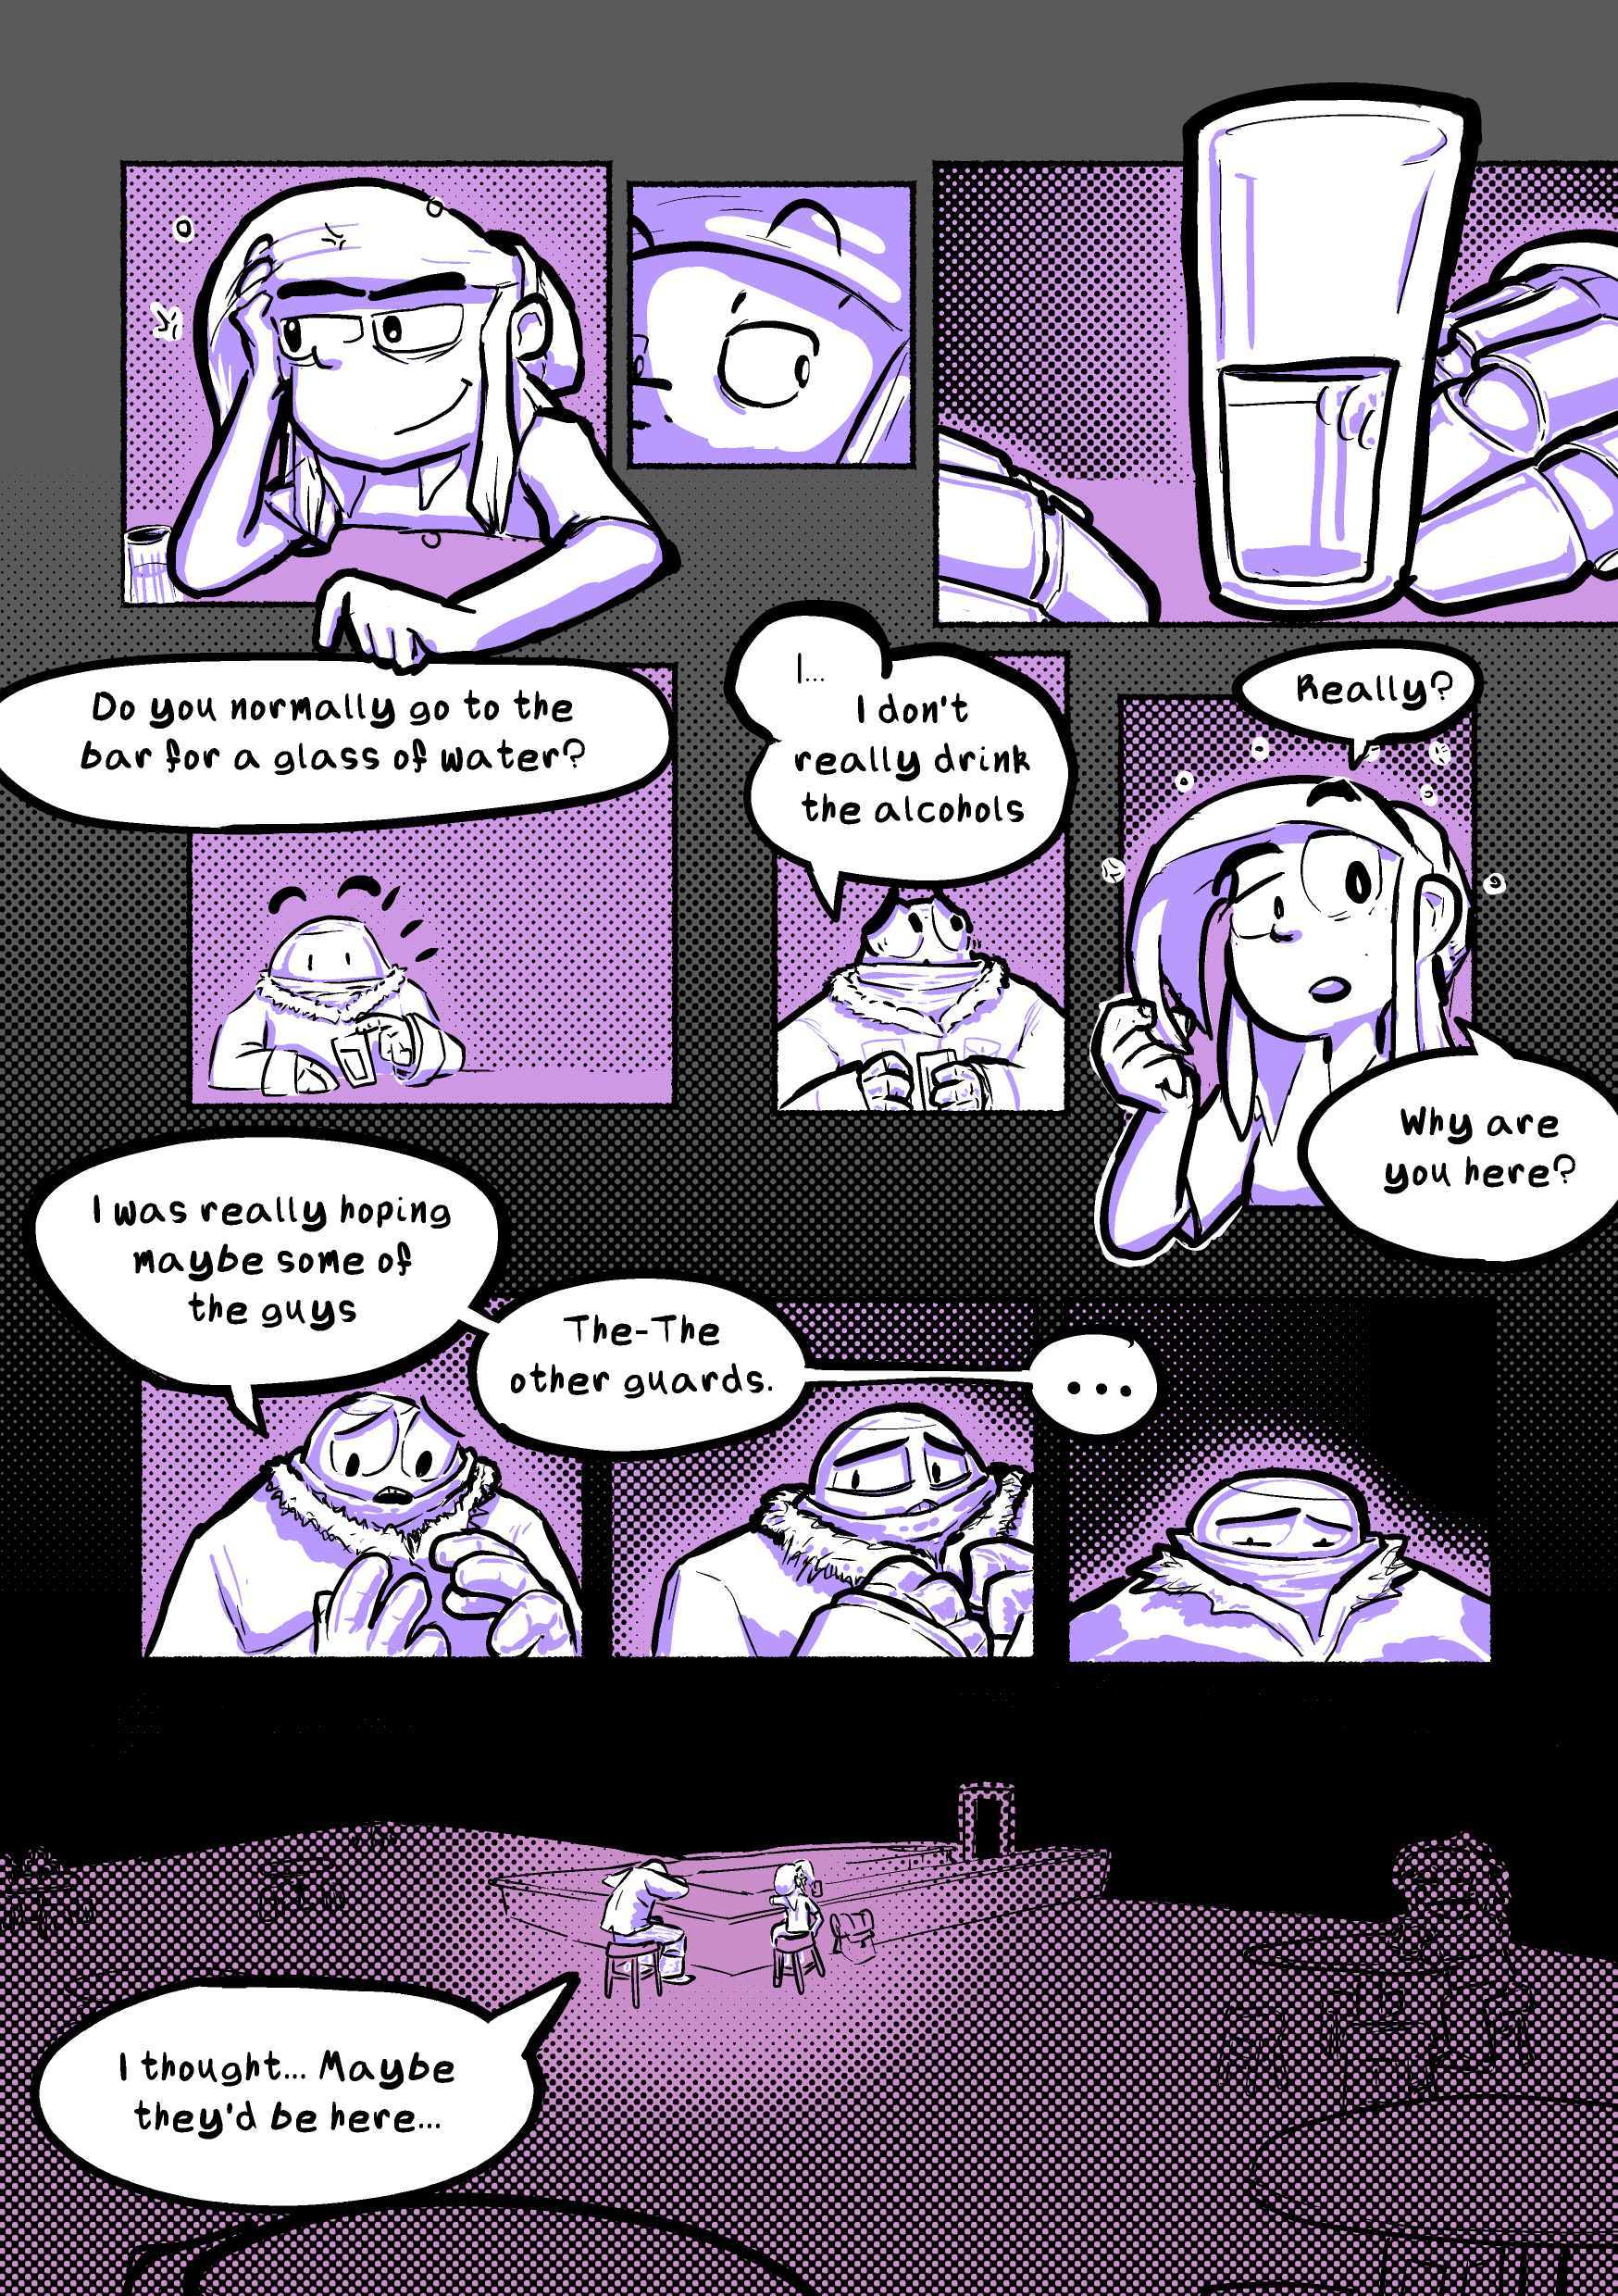 Do you normally go to the
bar for a glass of water?
I...
I don't
really drink
the alcohols
Really?
Why are
you here?
I was really hoping
maybe some of
the guys
The-The
other guards.
...
I thought... Maybe
they'd be here...